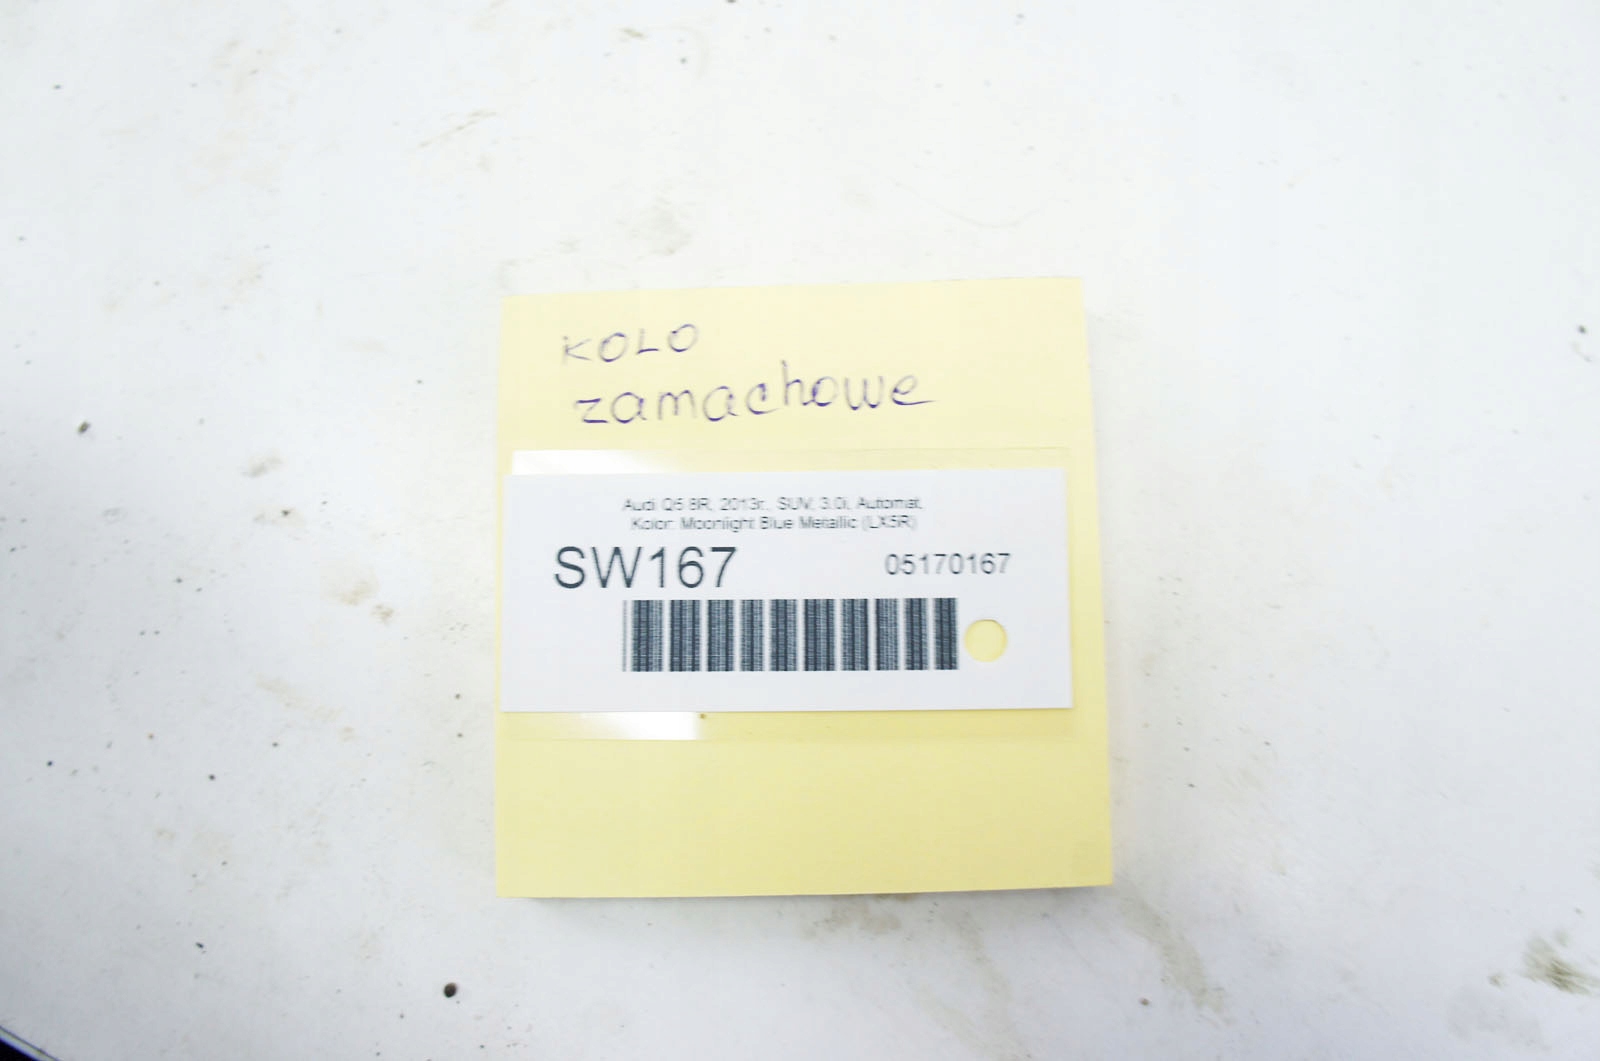 KOLO
zamachowe
Audi Q5 8R, 2013r., SUV, 3.0i, Automat,
Kolor: Moonlight Blue Metallic (LX5R)
SW167
05170167